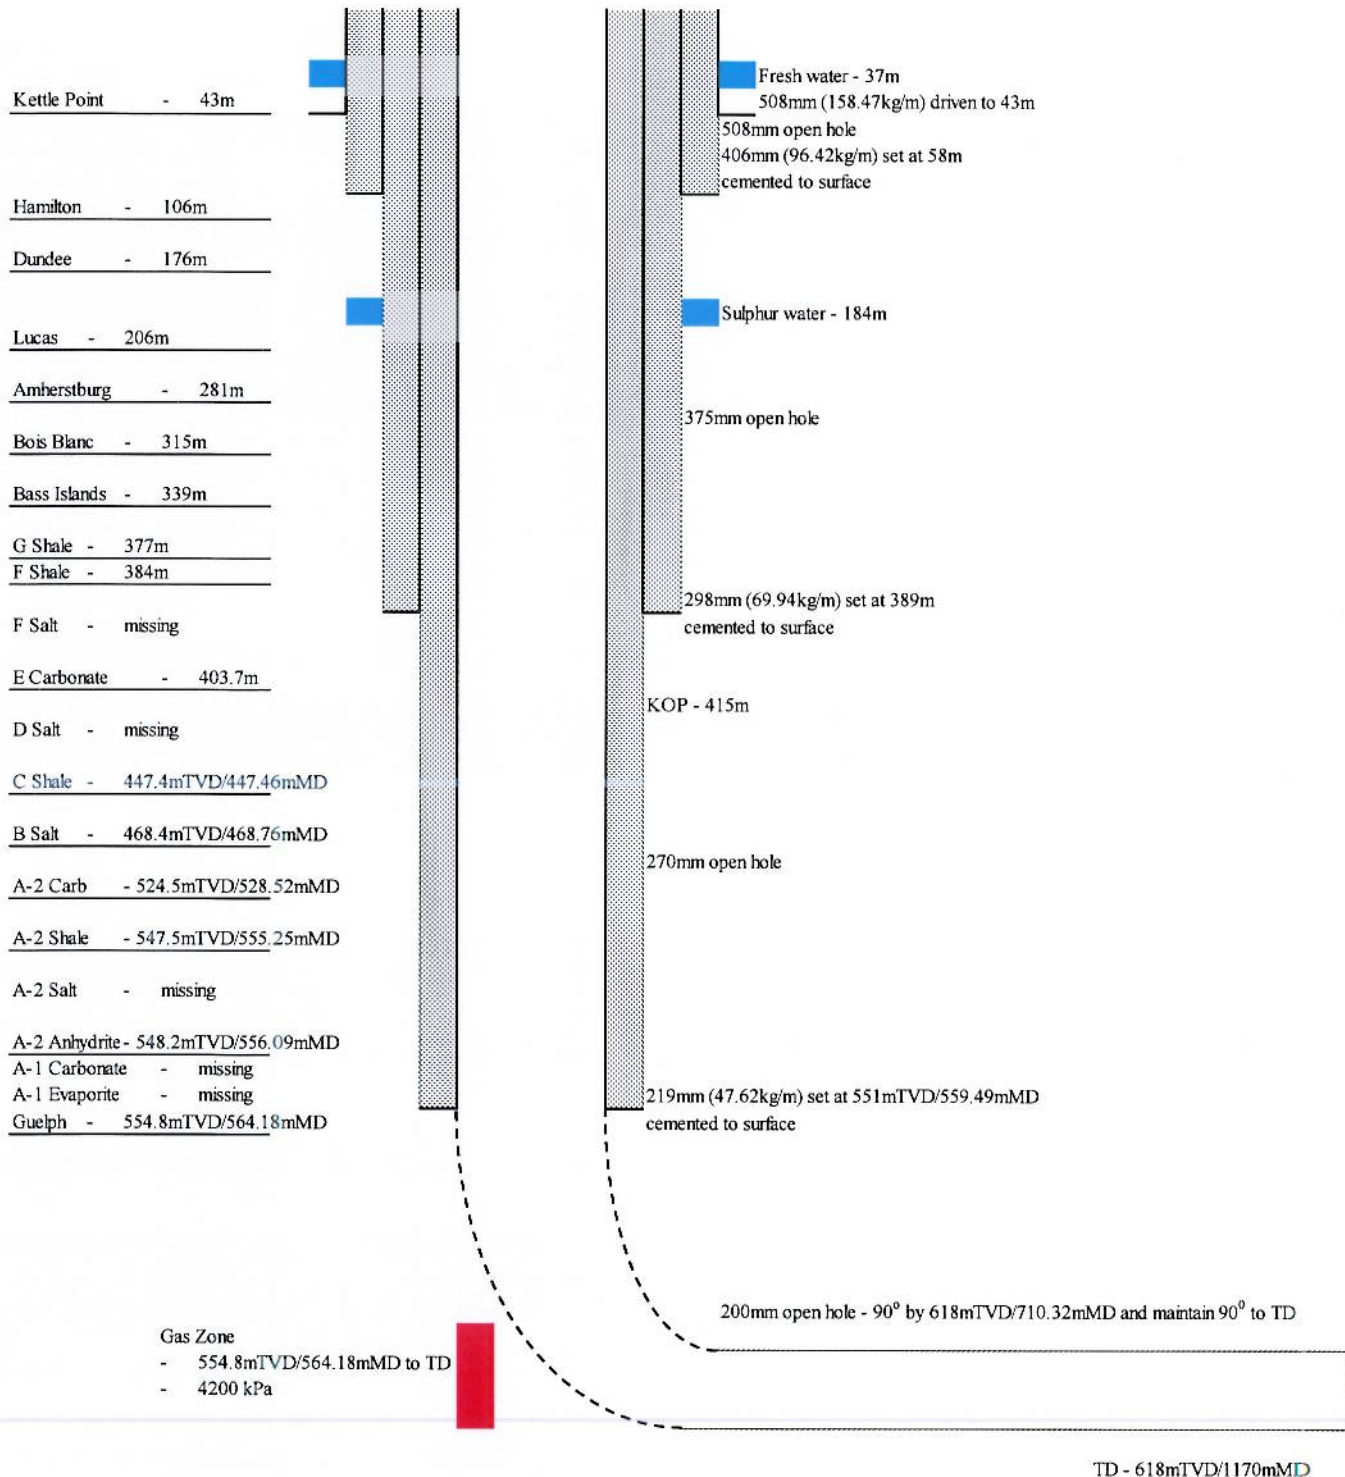 Kettle Point - 43m
Hamilton - 106m
Dundee - 176m
Lucas - 206m
Amherstburg - 281m
Bois Blanc - 315m
Bass Islands - 339m
G Shale - 377m
F Shale - 384m
F Salt - missing
E Carbonate - 403.7m
D Salt - missing
C Shale - 447.4mTVD/447.46mMD
B Salt - 468.4mTVD/468.76mMD
A-2 Carb - 524.5mTVD/528.52mMD
A-2 Shale - 547.5mTVD/555.25mMD
A-2 Salt - missing
A-2 Anhydrite - 548.2mTVD/556.09mMD
A-1 Carbonate - missing
A-1 Evaporite - missing
Guelph - 554.8mTVD/564.18mMD
Gas Zone
- 554.8mTVD/564.18mMD to TD
- 4200 kPa
Fresh water - 37m
508mm (158.47kg/m) driven to 43m
508mm open hole
406mm (96.42kg/m) set at 58m
cemented to surface
Sulphur water - 184m
375mm open hole
298mm (69.94kg/m) set at 389m
cemented to surface
KOP - 415m
270mm open hole
219mm (47.62kg/m) set at 551mTVD/559.49mMD
cemented to surface
200mm open hole - 90° by 618mTVD/710.32mMD and maintain 90° to TD
TD - 618mTVD/1170mMD